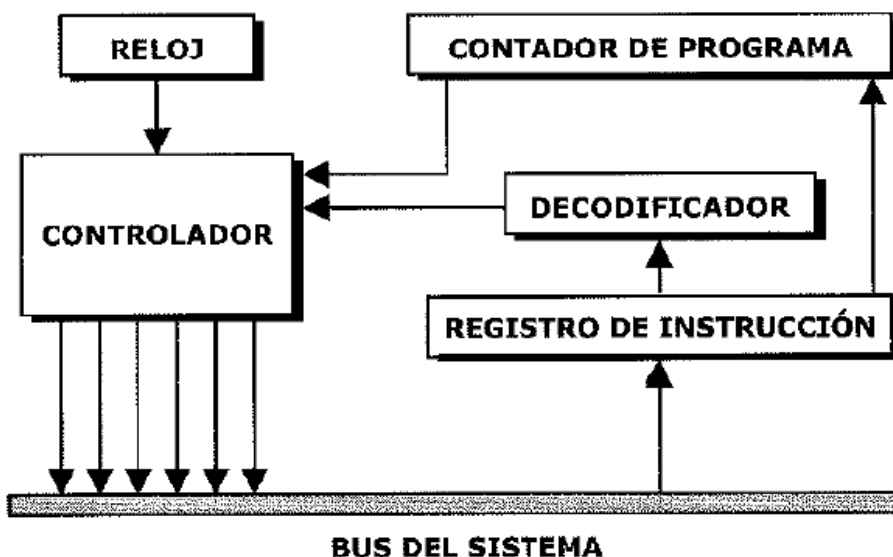 RELOJ
CONTADOR DE PROGRAMA
CONTROLADOR
DECODIFICADOR
REGISTRO DE INSTRUCCIÓN
BUS DEL SISTEMA